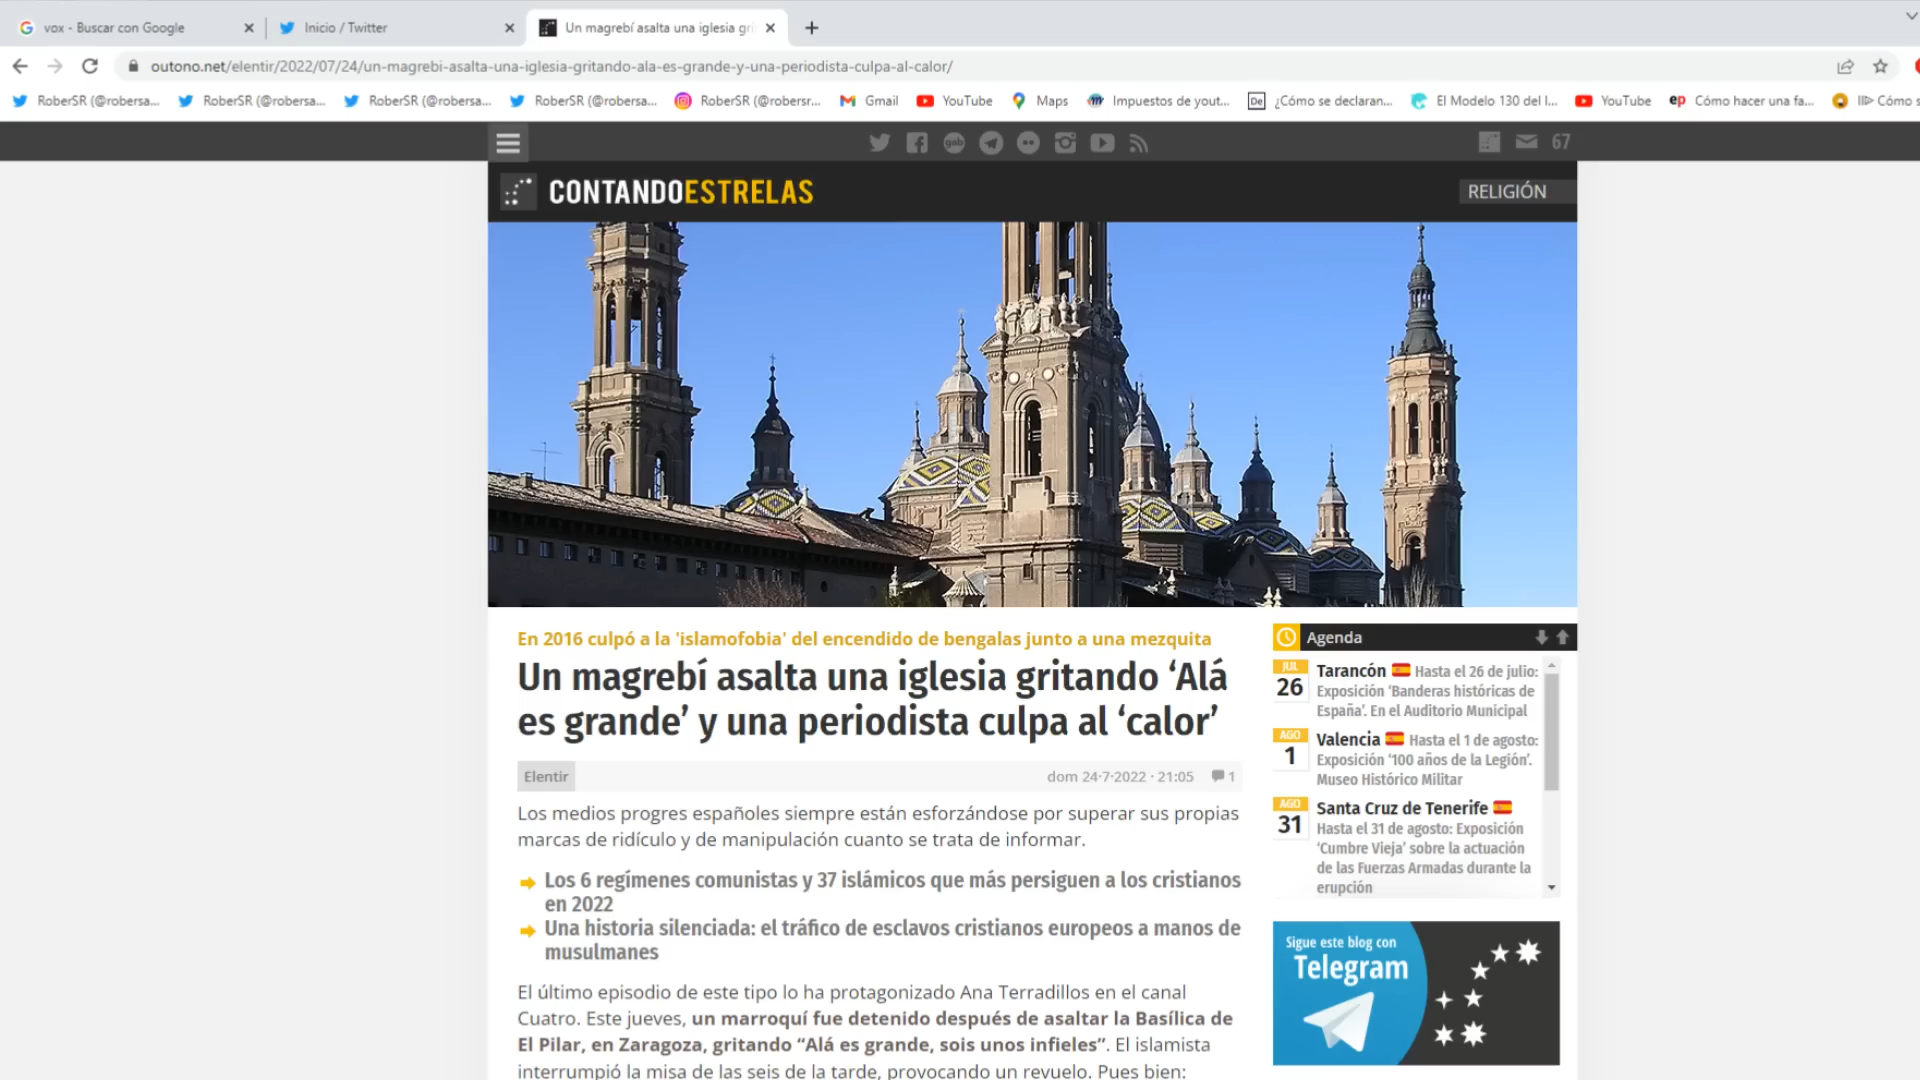 vox - Buscar con Google
Inicio / Twitter
Un magrebí asalta una iglesia gri
outono.net/elentir/2022/07/24/un-magrebi-asalta-una-iglesia-gritando-ala-es-grande-y-una-periodista-culpa-al-calor/
RoberSR (@robersa... RoberSR (@robersa... RoberSR (@robersa... RoberSR (@robersa... RoberSR (@robersr... Gmail YouTube Maps Impuestos de yout... De ¿Cómo se declaran... El Modelo 130 del I... YouTube ep Cómo hacer una fa... Cómo s
gab 67
CONTANDOESTRELAS
RELIGIÓN
En 2016 culpó a la 'islamofobia' del encendido de bengalas junto a una mezquita
Un magrebí asalta una iglesia gritando ‘Alá
es grande’ y una periodista culpa al ‘calor’
Elentir dom 24·7·2022 · 21:05 1
Los medios progres españoles siempre están esforzándose por superar sus propias
marcas de ridículo y de manipulación cuanto se trata de informar.
Los 6 regímenes comunistas y 37 islámicos que más persiguen a los cristianos
en 2022
Una historia silenciada: el tráfico de esclavos cristianos europeos a manos de
musulmanes
El último episodio de este tipo lo ha protagonizado Ana Terradillos en el canal
Cuatro. Este jueves, un marroquí fue detenido después de asaltar la Basílica de
El Pilar, en Zaragoza, gritando “Alá es grande, sois unos infieles”. El islamista
interrumpió la misa de las seis de la tarde, provocando un revuelo. Pues bien:
Agenda
JUL
26
Tarancón Hasta el 26 de julio:
Exposición ‘Banderas históricas de
España’. En el Auditorio Municipal
AGO
1
Valencia Hasta el 1 de agosto:
Exposición ‘100 años de la Legión’.
Museo Histórico Militar
AGO
31
Santa Cruz de Tenerife
Hasta el 31 de agosto: Exposición
‘Cumbre Vieja’ sobre la actuación
de las Fuerzas Armadas durante la
erupción
Sigue este blog con
Telegram